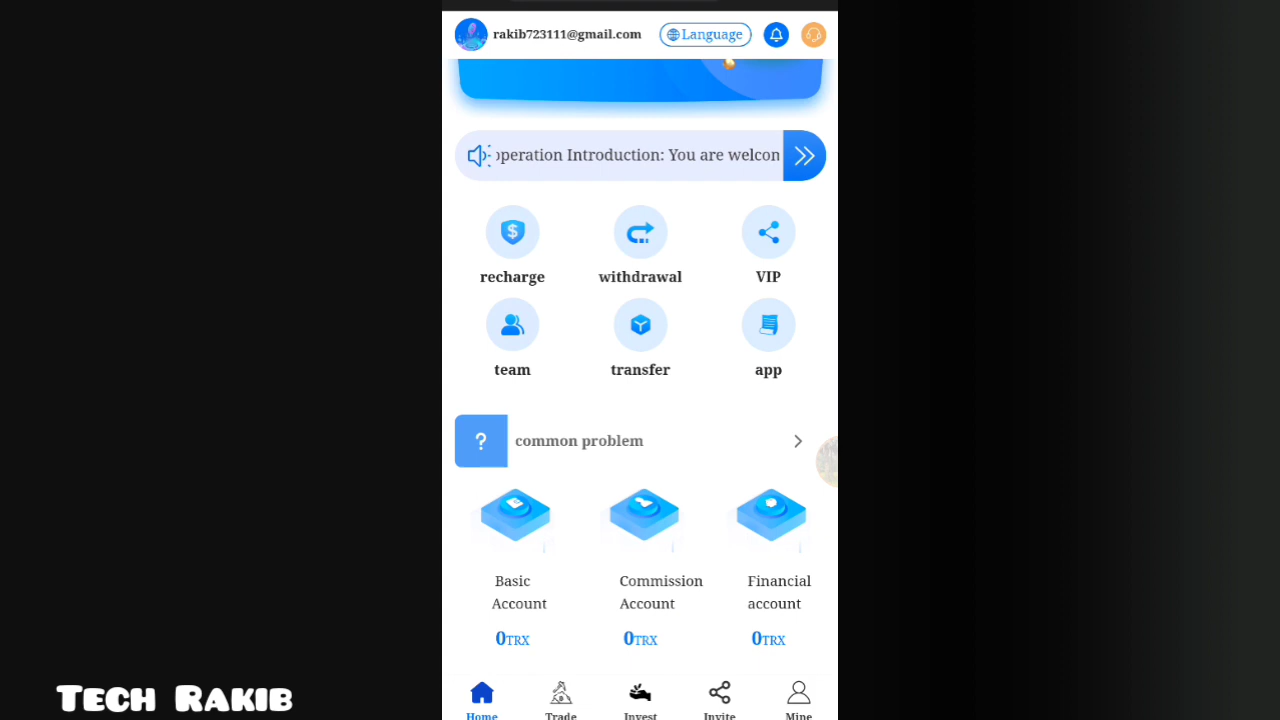 rakib723111@gmail.com
Language
operation Introduction: You are welcon
recharge
withdrawal
VIP
team
transfer
app
common problem
Basic
Account
Commission
Account
Financial
account
0TRX
0TRX
0TRX
Home
Trade
Invest
Invite
Mine
TECH RAKIB